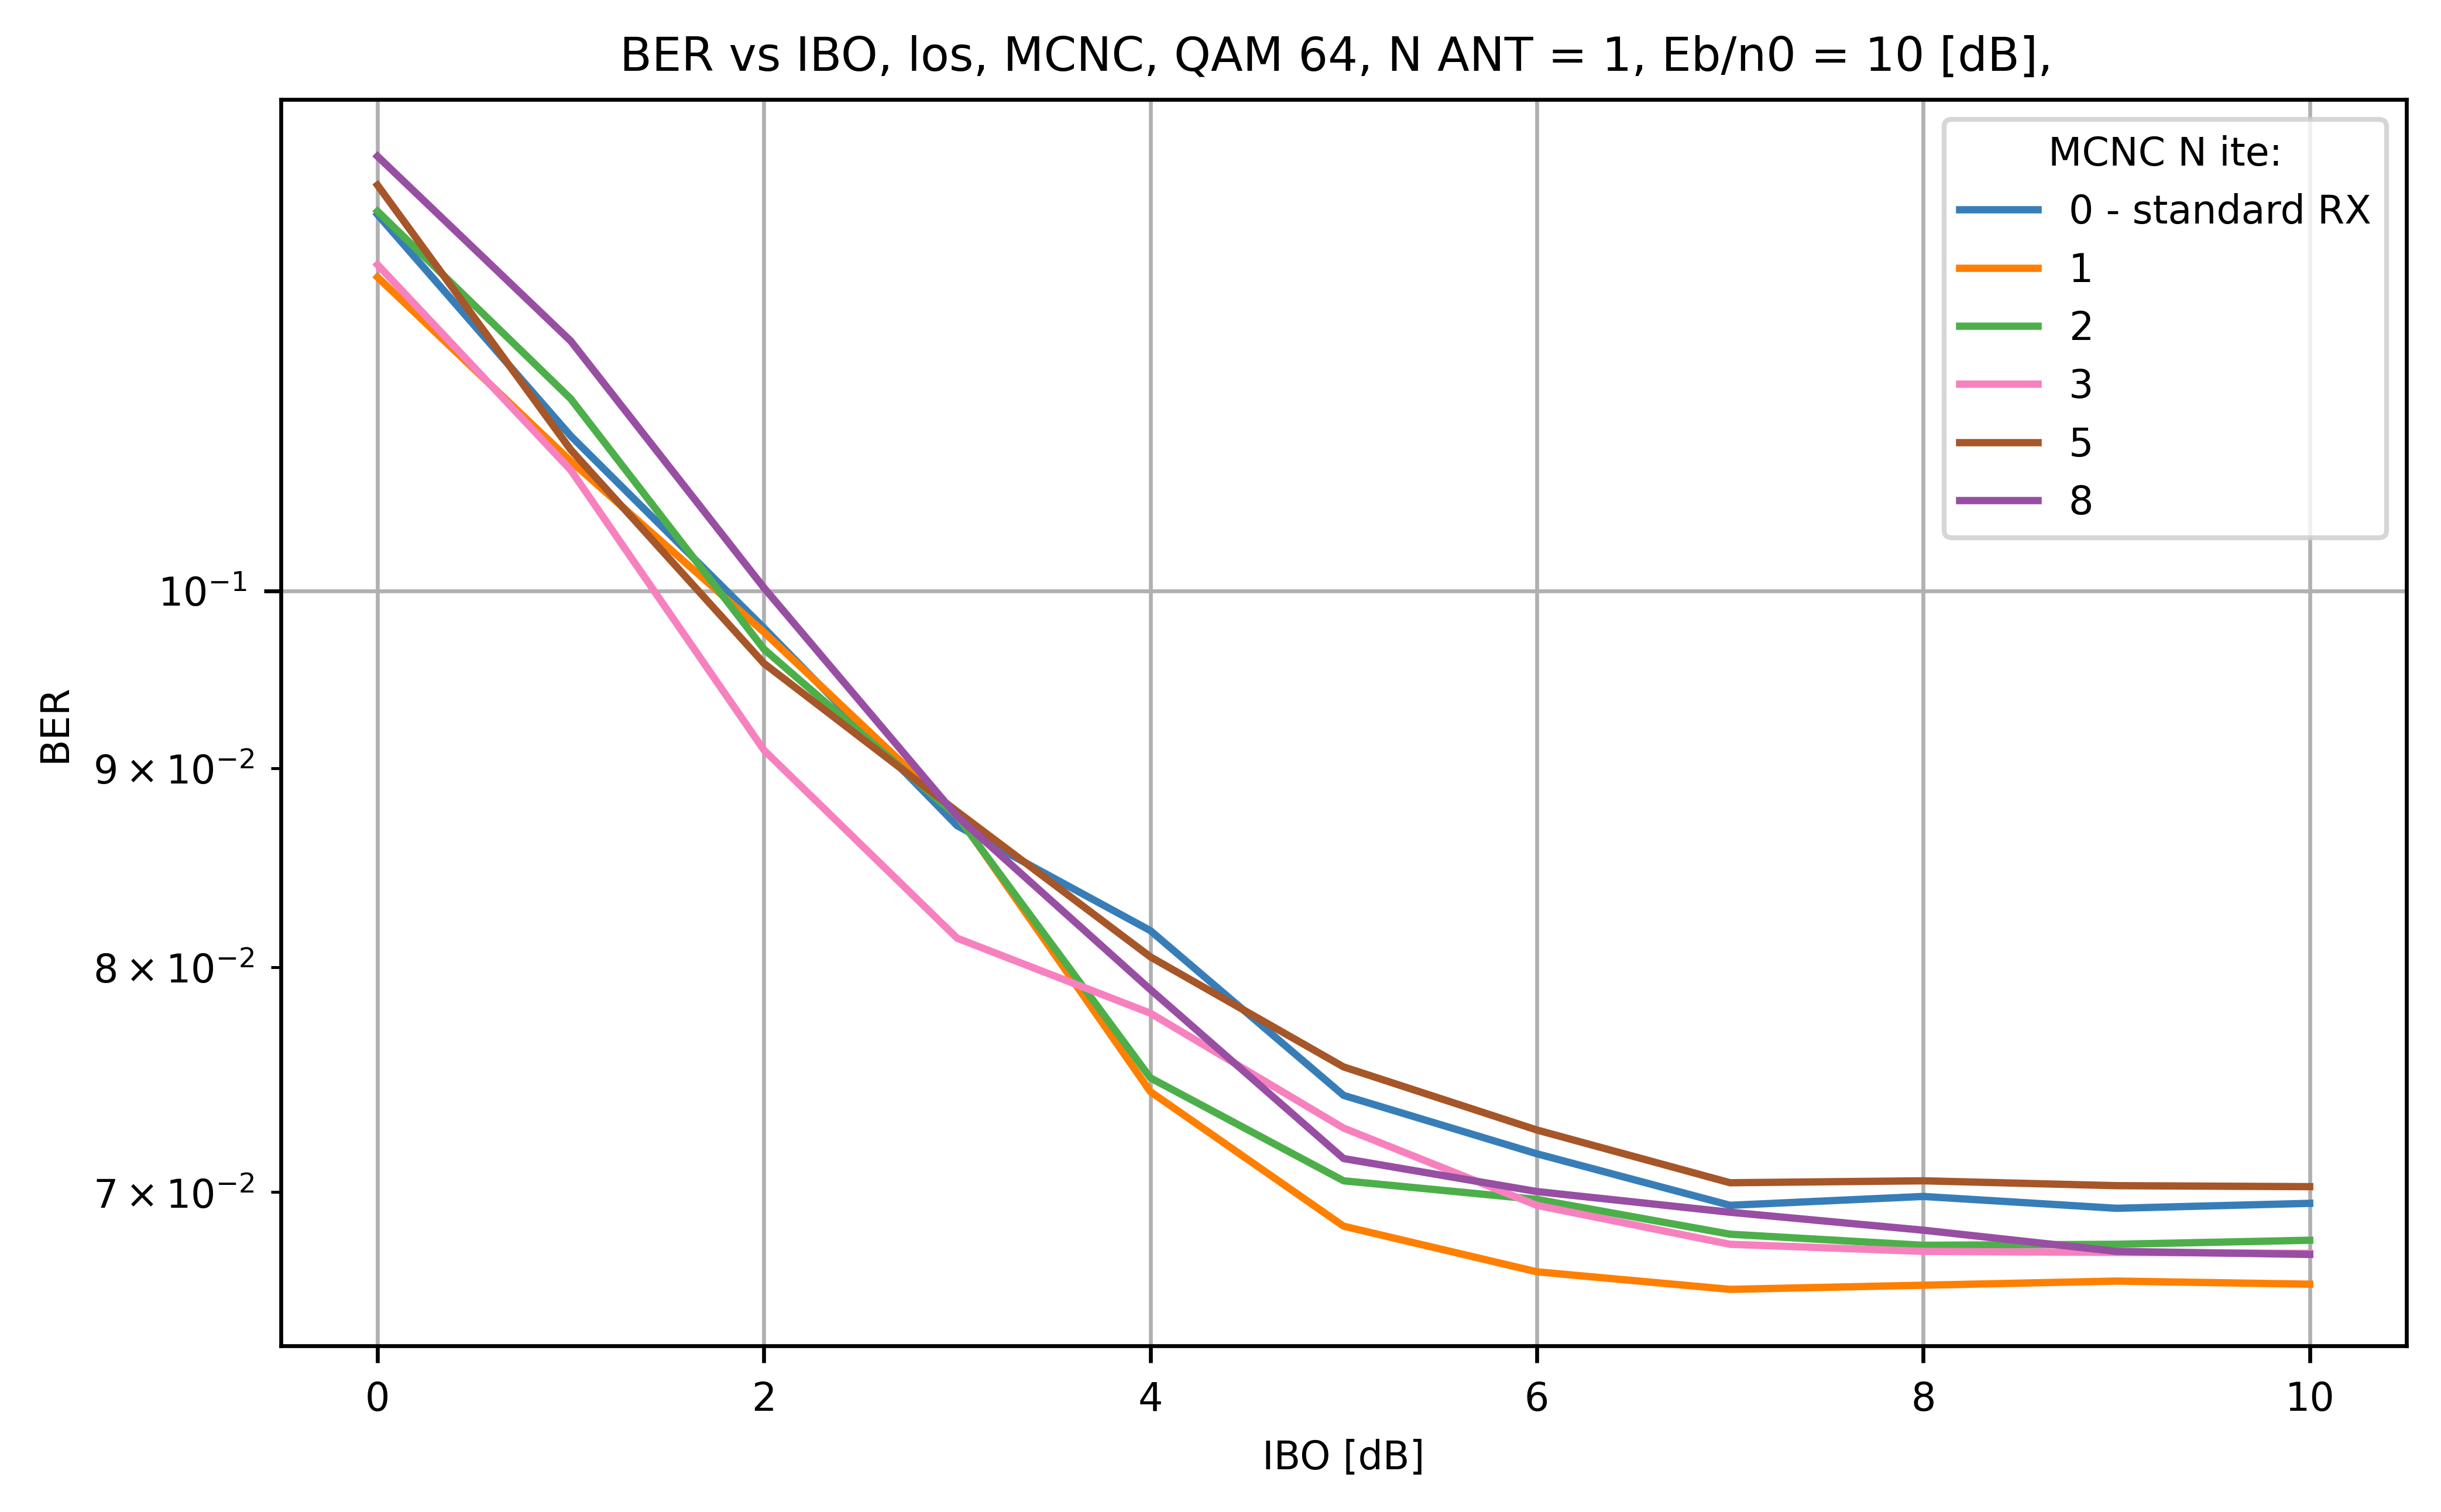 BER vs IBO, los, MCNC, QAM 64, N ANT = 1, Eb/n0 = 10 [dB],
MCNC N ite:
0 - standard RX
1
2
3
5
8
10⁻¹
9 × 10⁻²
8 × 10⁻²
7 × 10⁻²
BER
0 2 4 6 8 10
IBO [dB]